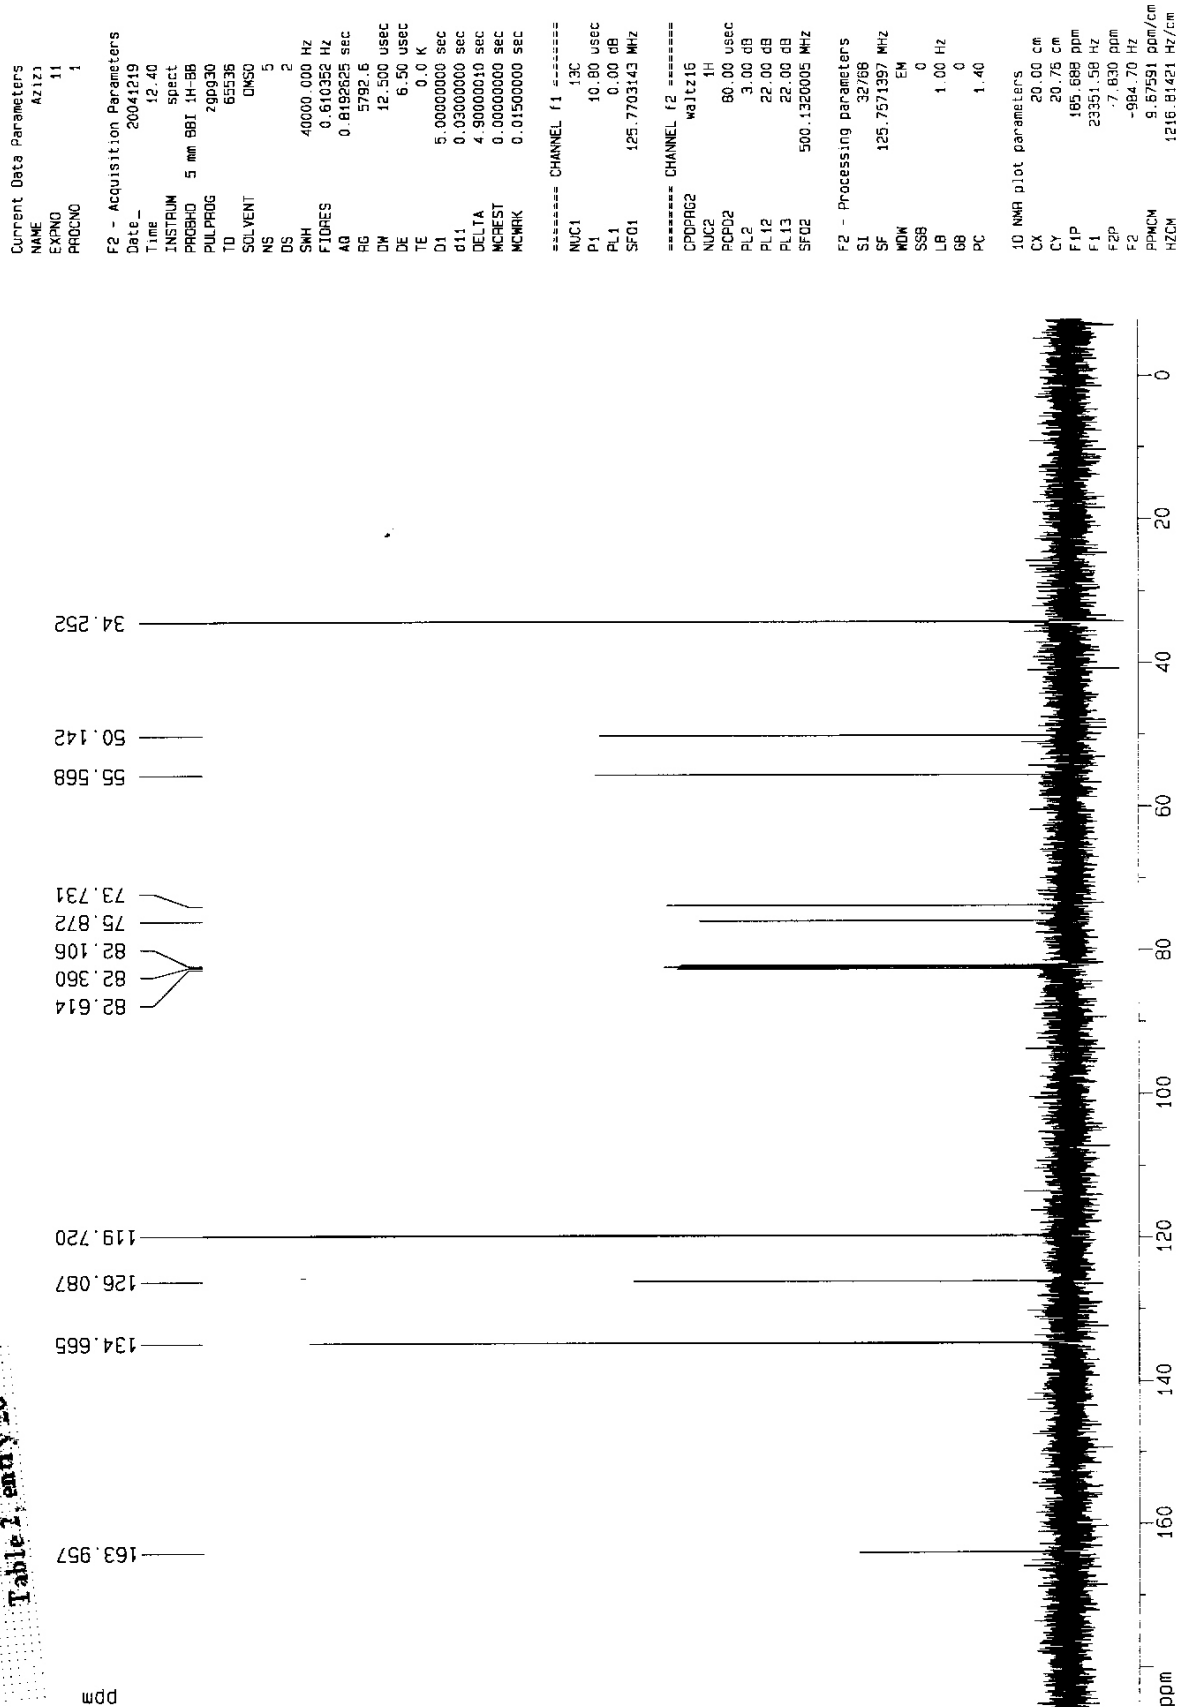 Current Data Parameters
NAME Aziz1
EXPNO 11
PROCNO 1
F2 - Acquisition Parameters
Date_ 20041219
Time 12.40
INSTRUM spect
PROBHD 5 mm BBI 1H-BB
PULPROG zgpg30
TD 65536
SOLVENT DMSO
NS 5
DS 2
SWH 40000.000 Hz
FIDRES 0.610352 Hz
AQ 0.8192625 sec
RG 5792.6
DW 12.500 usec
DE 6.50 usec
TE 0.0 K
D1 5.00000000 sec
d11 0.03000000 sec
DELTA 4.90000010 sec
MCREST 0.00000000 sec
MCWRK 0.01500000 sec
======== CHANNEL f1 ========
NUC1 13C
P1 10.80 usec
PL1 0.00 dB
SFO1 125.7703143 MHz
======== CHANNEL f2 ========
CPDPRG2 waltz16
NUC2 1H
PCPD2 80.00 usec
PL2 3.00 dB
PL12 22.00 dB
PL13 22.00 dB
SFO2 500.1320005 MHz
F2 - Processing parameters
SI 32768
SF 125.7571397 MHz
WDW EM
SSB 0
LB 1.00 Hz
GB 0
PC 1.40
1D NMR plot parameters
CX 20.00 cm
CY 20.76 cm
F1P 185.688 ppm
F1 23351.58 Hz
F2P -7.830 ppm
F2 -984.70 Hz
PPMCM 9.67591 ppm/cm
HZCM 1216.81421 Hz/cm
Table 2, entry
ppm
163.957
134.665
126.087
119.720
82.614
82.360
82.106
75.872
73.731
55.568
50.142
34.252
ppm 160 140 120 100 80 60 40 20 0